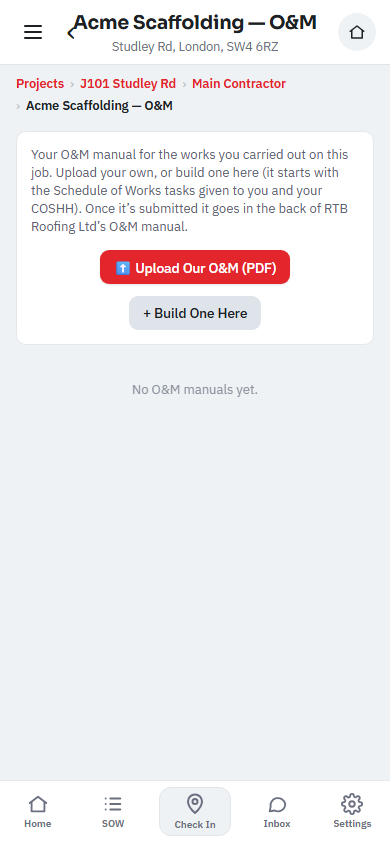 Acme Scaffolding — O&M
Studley Rd, London, SW4 6RZ
Projects › J101 Studley Rd › Main Contractor
› Acme Scaffolding — O&M
Your O&M manual for the works you carried out on this
job. Upload your own, or build one here (it starts with
the Schedule of Works tasks given to you and your
COSHH). Once it’s submitted it goes in the back of RTB
Roofing Ltd’s O&M manual.
⬆️ Upload Our O&M (PDF)
+ Build One Here
No O&M manuals yet.
Home
SOW
Check In
Inbox
Settings